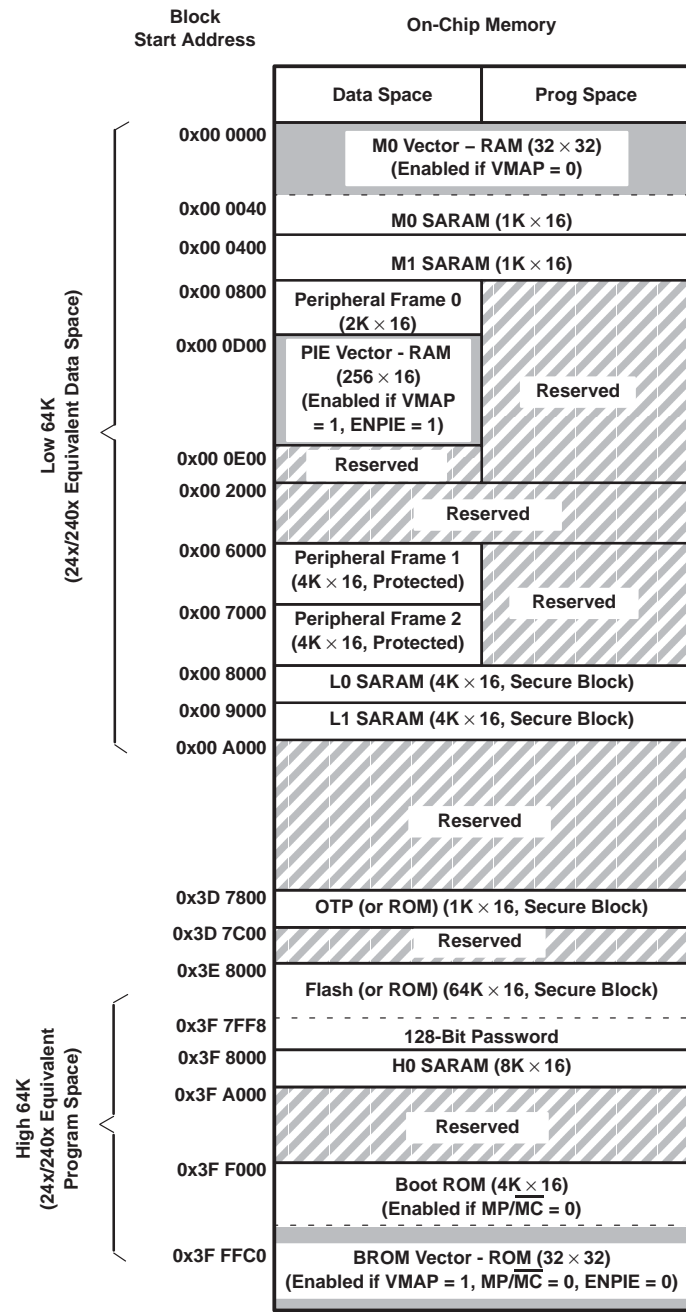 Block
Start Address
On-Chip Memory
Data Space
Prog Space
0x00 0000
M0 Vector – RAM (32 × 32)
(Enabled if VMAP = 0)
0x00 0040
M0 SARAM (1K × 16)
0x00 0400
M1 SARAM (1K × 16)
0x00 0800
Peripheral Frame 0
(2K × 16)
0x00 0D00
PIE Vector - RAM
(256 × 16)
(Enabled if VMAP
= 1, ENPIE = 1)
Reserved
0x00 0E00
Reserved
0x00 2000
Reserved
0x00 6000
Peripheral Frame 1
(4K × 16, Protected)
Reserved
0x00 7000
Peripheral Frame 2
(4K × 16, Protected)
0x00 8000
L0 SARAM (4K × 16, Secure Block)
0x00 9000
L1 SARAM (4K × 16, Secure Block)
0x00 A000
Reserved
Low 64K
(24x/240x Equivalent Data Space)
0x3D 7800
OTP (or ROM) (1K × 16, Secure Block)
0x3D 7C00
Reserved
0x3E 8000
Flash (or ROM) (64K × 16, Secure Block)
0x3F 7FF8
128-Bit Password
0x3F 8000
H0 SARAM (8K × 16)
0x3F A000
Reserved
0x3F F000
Boot ROM (4K × 16)
(Enabled if MP/M̅C̅ = 0)
0x3F FFC0
BROM Vector - ROM (32 × 32)
(Enabled if VMAP = 1, MP/M̅C̅ = 0, ENPIE = 0)
High 64K
(24x/240x Equivalent
Program Space)